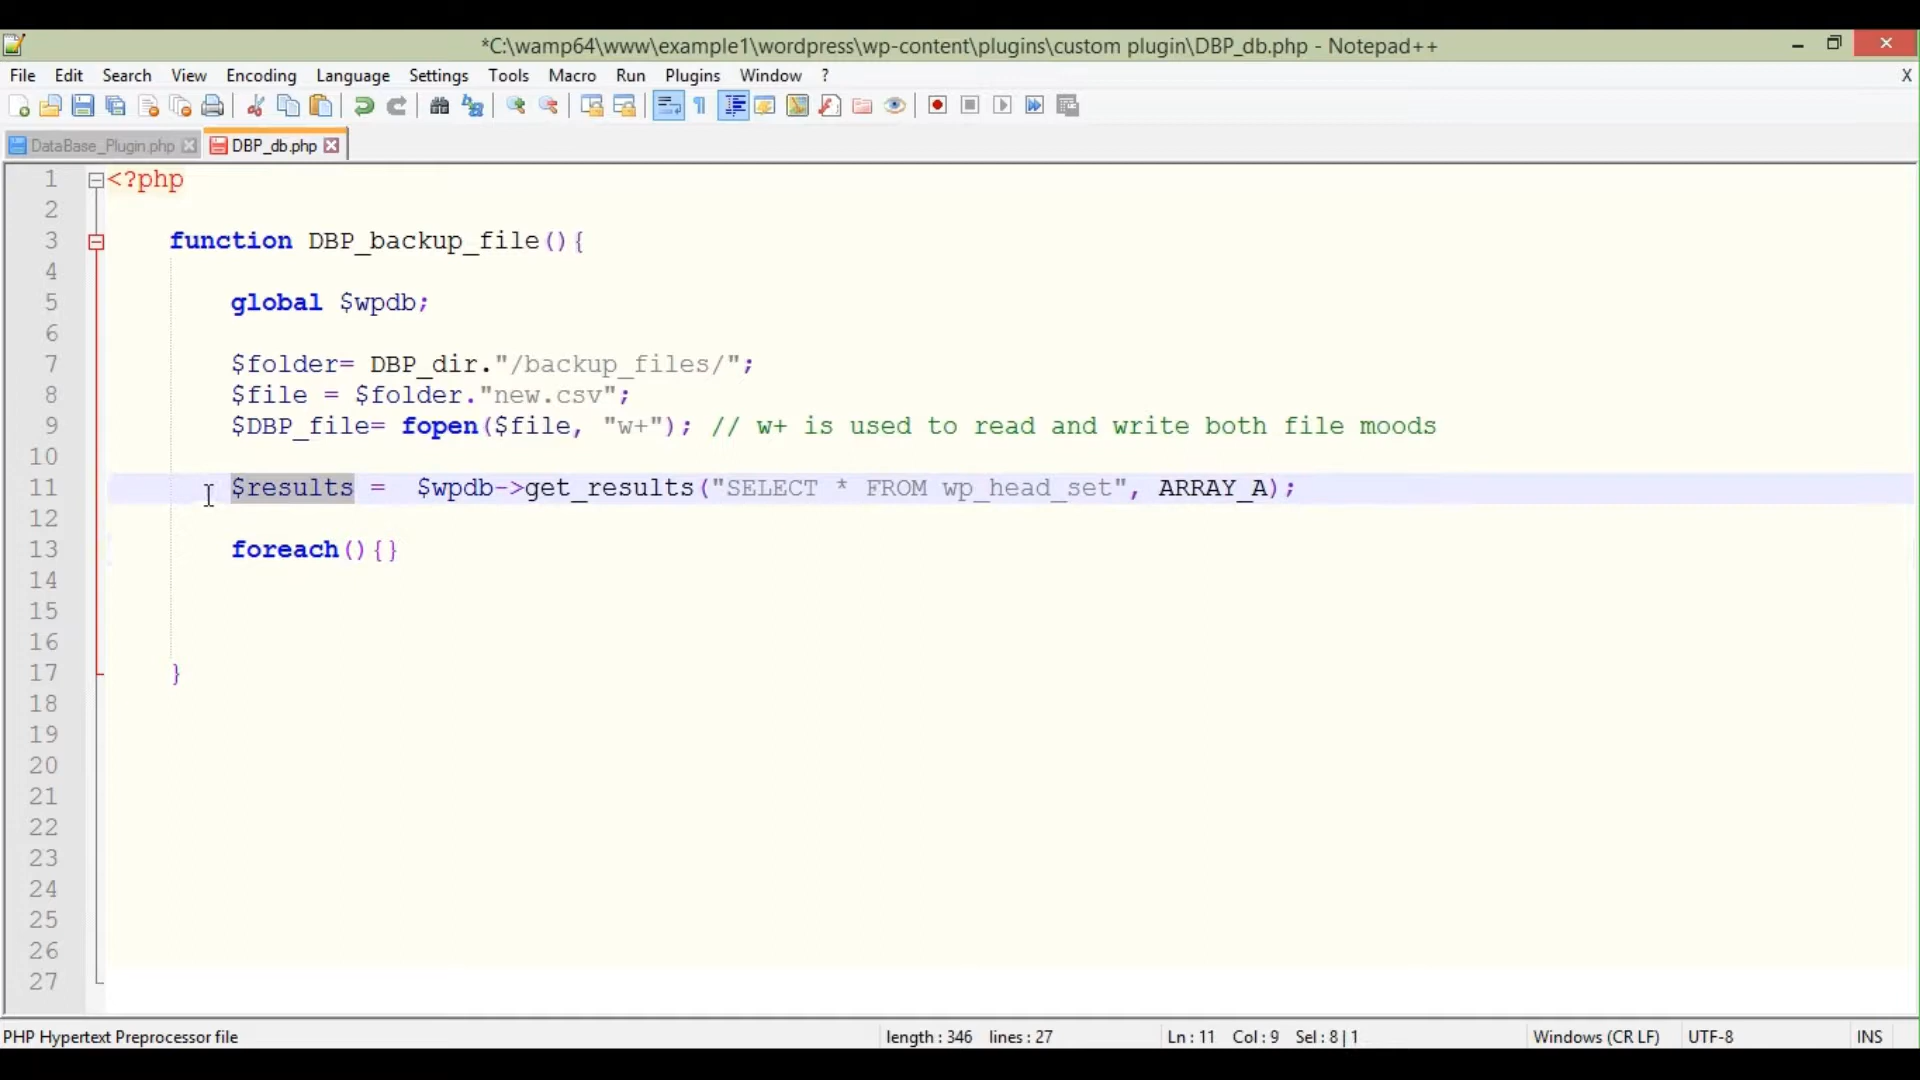 *C:\wamp64\www\example1\wordpress\wp-content\plugins\custom plugin\DBP_db.php - Notepad++
File Edit Search View Encoding Language Settings Tools Macro Run Plugins Window ? X
DataBase_Plugin.php DBP_db.php
1 <?php
2
3 function DBP_backup_file(){
4
5 global $wpdb;
6
7 $folder= DBP_dir."/backup_files/";
8 $file = $folder."new.csv";
9 $DBP_file= fopen($file, "w+"); // w+ is used to read and write both file moods
10
11 $results = $wpdb->get_results("SELECT * FROM wp_head_set", ARRAY_A);
12
13 foreach(){}
14
15
16
17 }
18
19
20
21
22
23
24
25
26
27
PHP Hypertext Preprocessor file length : 346 lines : 27 Ln : 11 Col : 9 Sel : 8 | 1 Windows (CR LF) UTF-8 INS